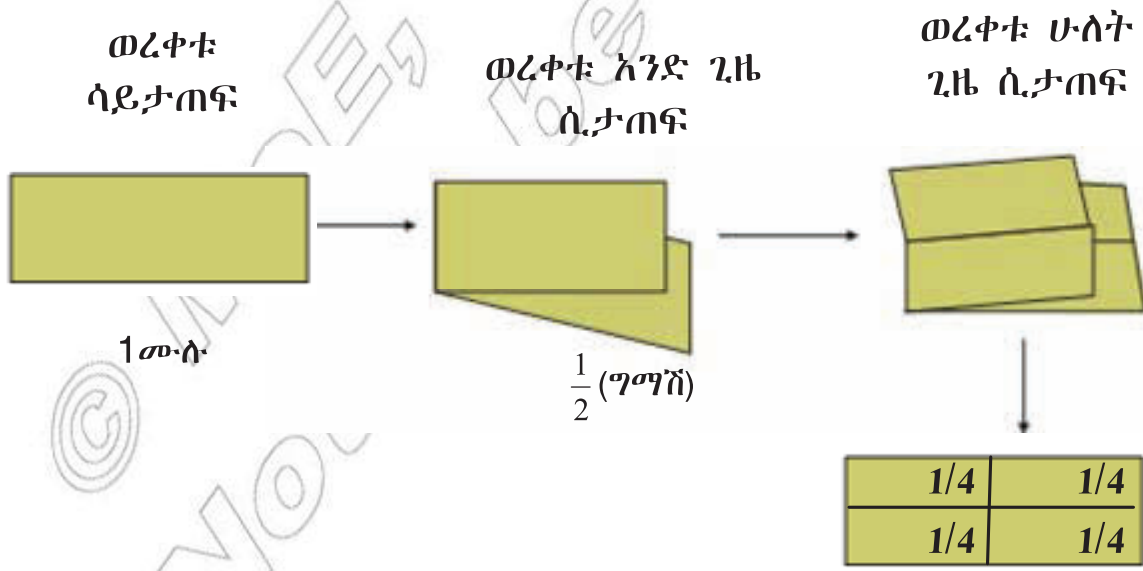 ወረቀቱ
ሳይታጠፍ
ወረቀቱ አንድ ጊዜ
ሲታጠፍ
ወረቀቱ ሁለት
ጊዜ ሲታጠፍ
1ሙሉ
1/2 (ግማሽ)
1/4 1/4
1/4 1/4
©
be